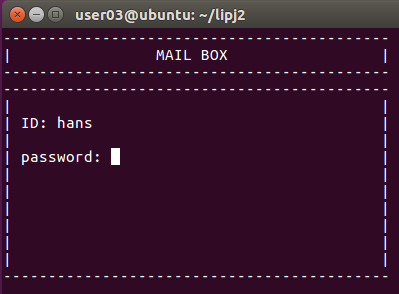 user03@ubuntu: ~/lipj2
MAIL BOX
ID: hans
password: